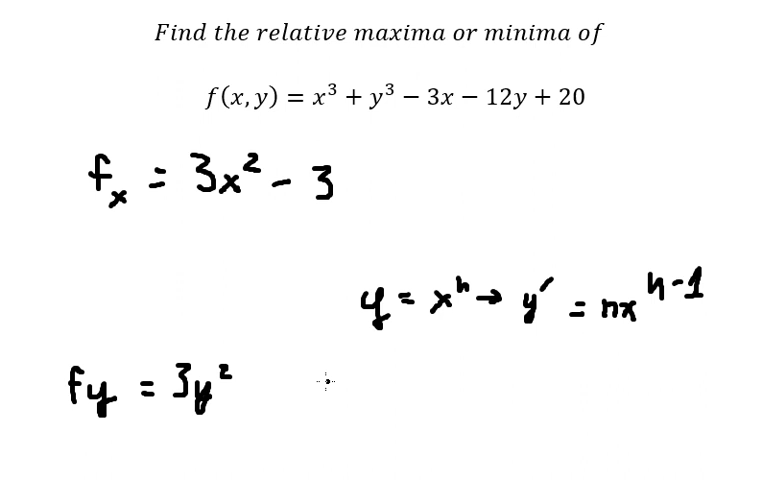 Find the relative maxima or minima of
f(x, y) = x³ + y³ − 3x − 12y + 20
fₓ = 3x² - 3
y = xⁿ → y′ = nxⁿ⁻¹
fy = 3y²